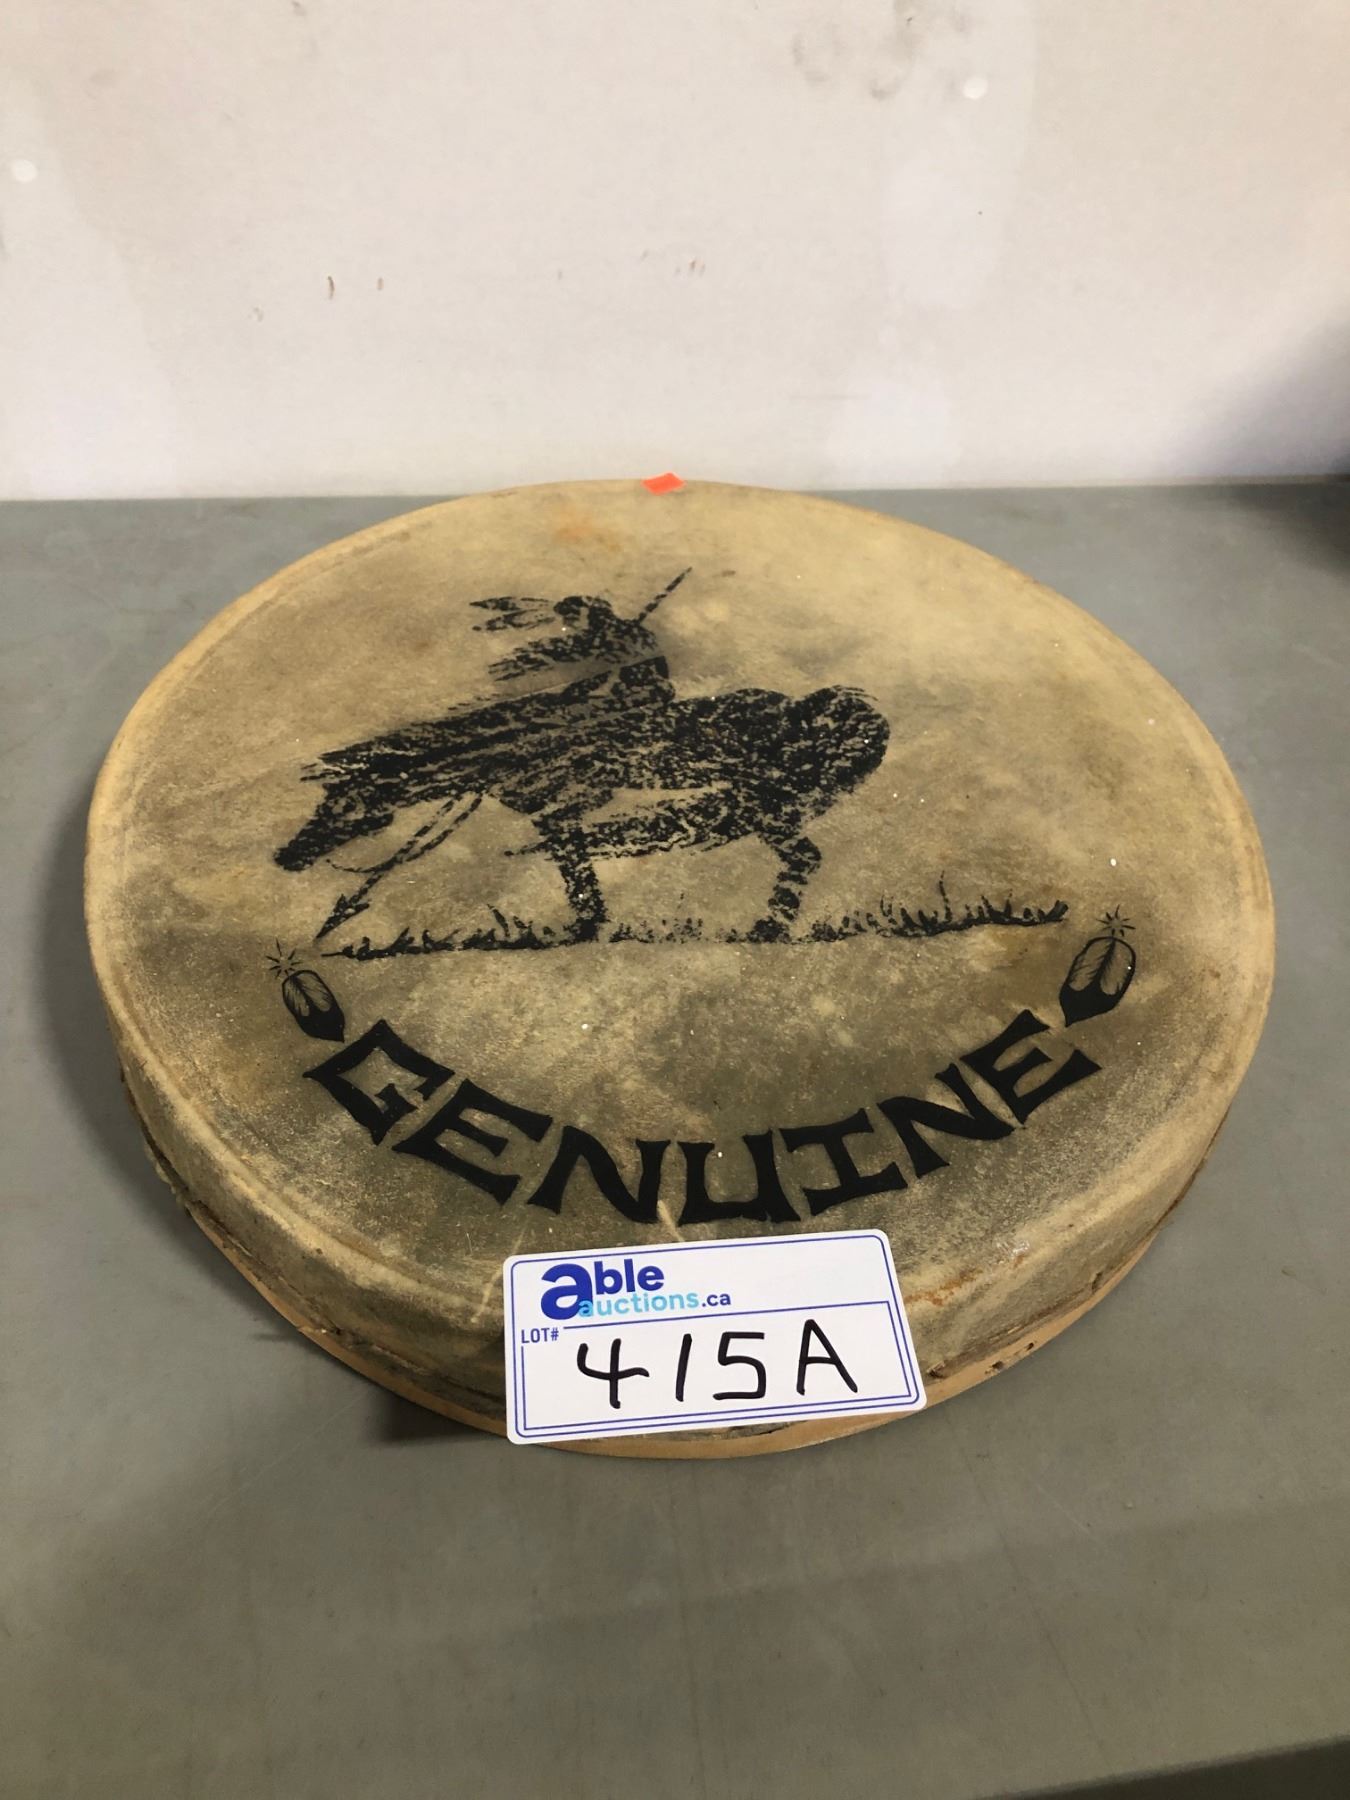 GENUINE
able
auctions.ca
LOT#
415A